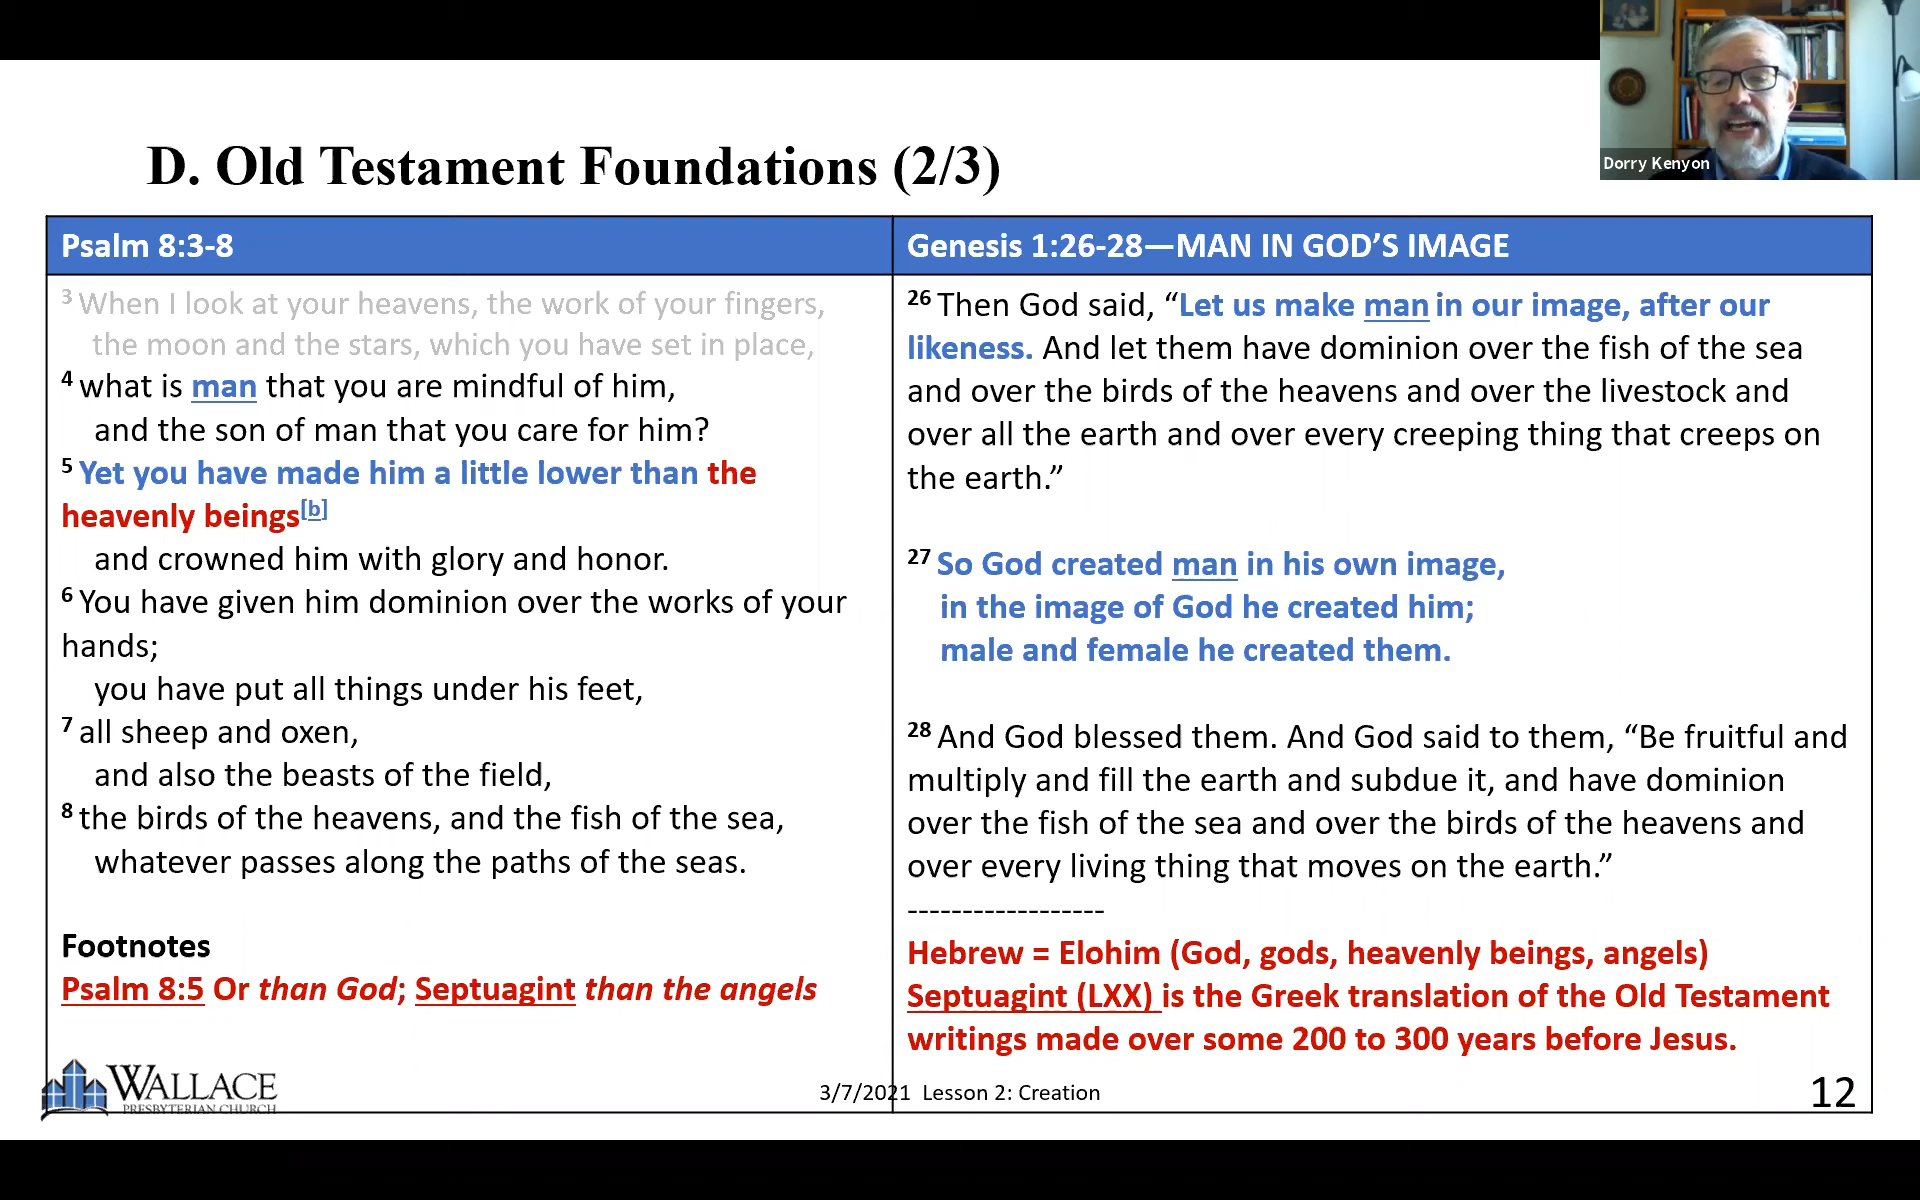 Dorry Kenyon
D. Old Testament Foundations (2/3)
Psalm 8:3-8
3 When I look at your heavens, the work of your fingers,
the moon and the stars, which you have set in place,
4 what is man that you are mindful of him,
and the son of man that you care for him?
5 Yet you have made him a little lower than the
heavenly beings[b]
and crowned him with glory and honor.
6 You have given him dominion over the works of your
hands;
you have put all things under his feet,
7 all sheep and oxen,
and also the beasts of the field,
8 the birds of the heavens, and the fish of the sea,
whatever passes along the paths of the seas.
Footnotes
Psalm 8:5 Or than God; Septuagint than the angels
Genesis 1:26-28—MAN IN GOD’S IMAGE
26 Then God said, “Let us make man in our image, after our
likeness. And let them have dominion over the fish of the sea
and over the birds of the heavens and over the livestock and
over all the earth and over every creeping thing that creeps on
the earth.”
27 So God created man in his own image,
in the image of God he created him;
male and female he created them.
28 And God blessed them. And God said to them, “Be fruitful and
multiply and fill the earth and subdue it, and have dominion
over the fish of the sea and over the birds of the heavens and
over every living thing that moves on the earth.”
------------------
Hebrew = Elohim (God, gods, heavenly beings, angels)
Septuagint (LXX) is the Greek translation of the Old Testament
writings made over some 200 to 300 years before Jesus.
WALLACE
PRESBYTERIAN CHURCH
3/7/2021 Lesson 2: Creation
12